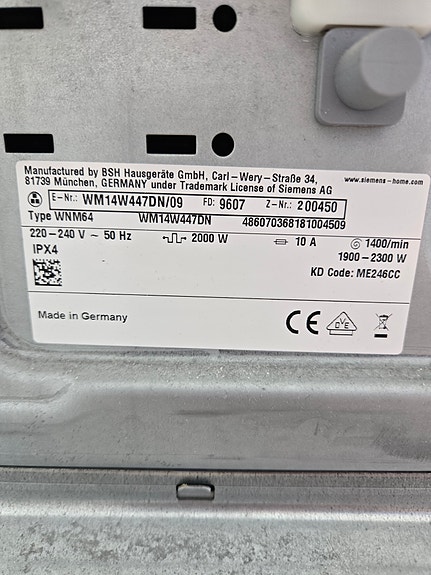 Manufactured by BSH Hausgeräte GmbH, Carl-Wery-Straße 34,
81739 München, GERMANY under Trademark License of Siemens AG
www.siemens-home.com
E-Nr.: WM14W447DN/09 FD: 9607 Z-Nr.: 200450
Type WNM64 WM14W447DN 486070368181004509
220-240 V ~ 50 Hz 2000 W 10 A 1400/min
IPX4 1900-2300 W
KD Code: ME246CC
Made in Germany
CE DVE